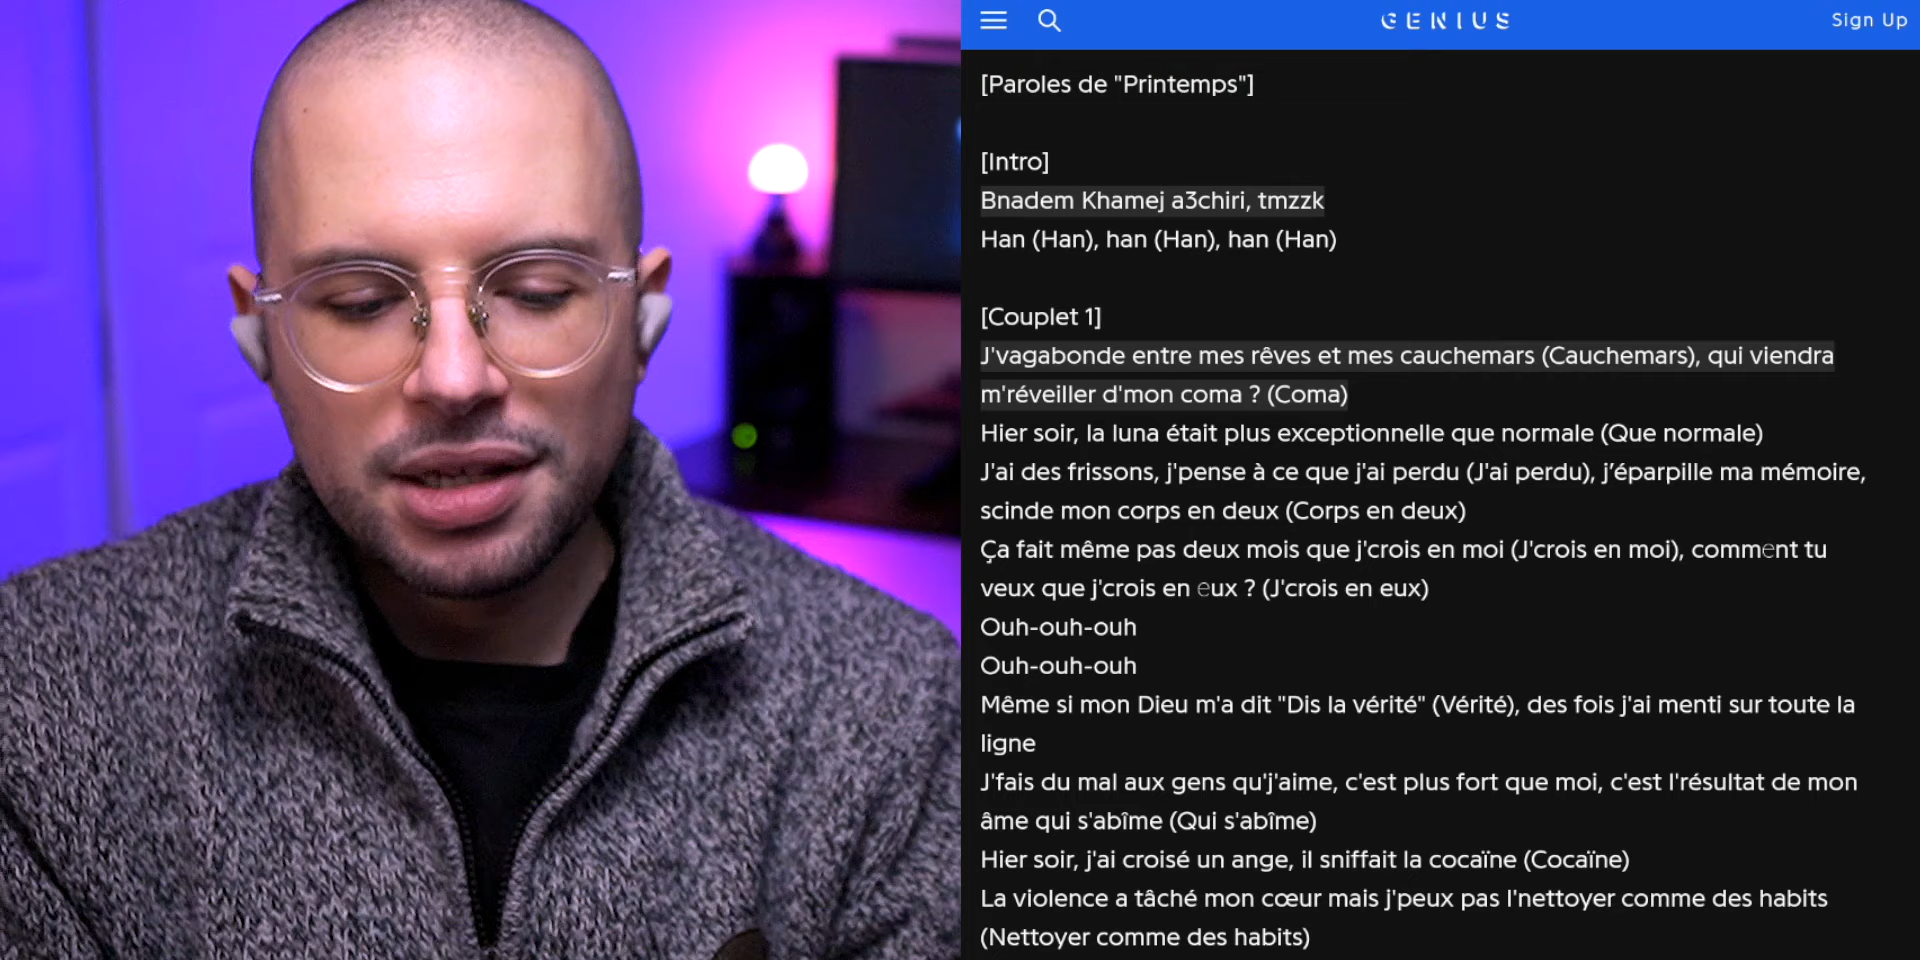 GENIUS
Sign Up
[Paroles de "Printemps"]
[Intro]
Bnadem Khamej a3chiri, tmzzk
Han (Han), han (Han), han (Han)
[Couplet 1]
J'vagabonde entre mes rêves et mes cauchemars (Cauchemars), qui viendra
m'réveiller d'mon coma ? (Coma)
Hier soir, la luna était plus exceptionnelle que normale (Que normale)
J'ai des frissons, j'pense à ce que j'ai perdu (J'ai perdu), j’éparpille ma mémoire,
scinde mon corps en deux (Corps en deux)
Ça fait même pas deux mois que j'crois en moi (J'crois en moi), comment tu
veux que j'crois en eux ? (J'crois en eux)
Ouh-ouh-ouh
Ouh-ouh-ouh
Même si mon Dieu m'a dit "Dis la vérité" (Vérité), des fois j'ai menti sur toute la
ligne
J'fais du mal aux gens qu'j'aime, c'est plus fort que moi, c'est l'résultat de mon
âme qui s'abîme (Qui s'abîme)
Hier soir, j'ai croisé un ange, il sniffait la cocaïne (Cocaïne)
La violence a tâché mon cœur mais j'peux pas l'nettoyer comme des habits
(Nettoyer comme des habits)